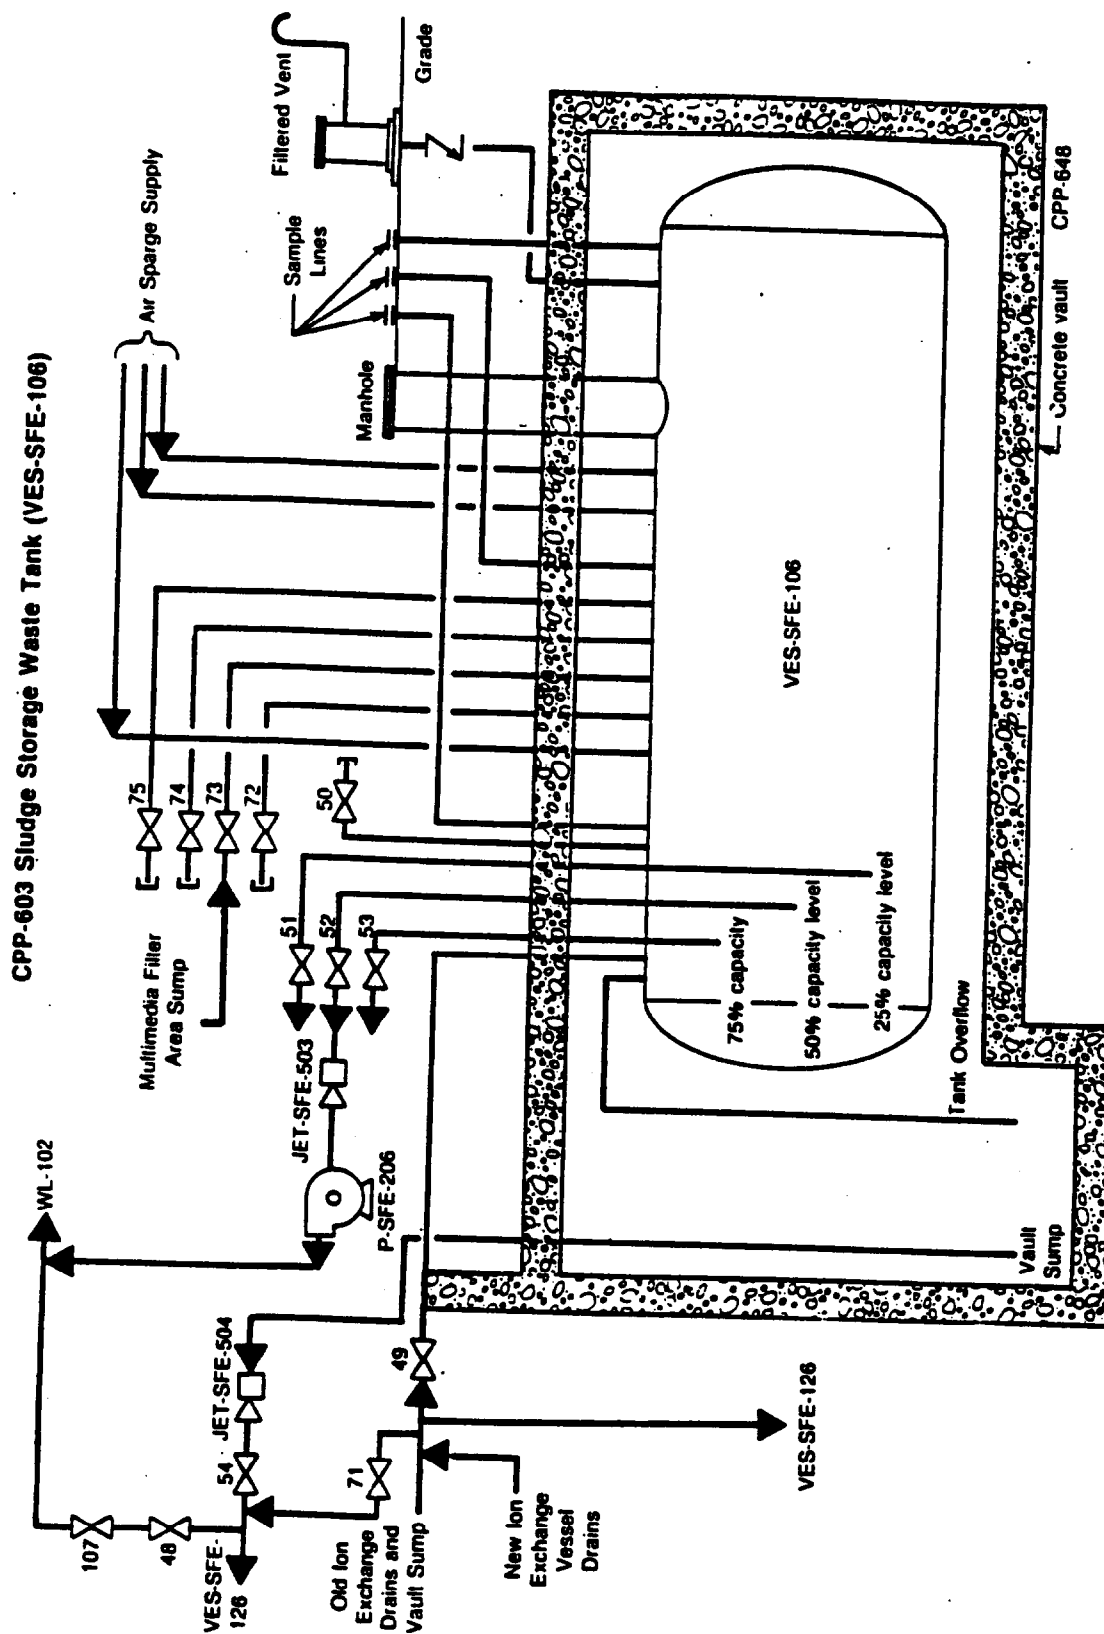 CPP-603 Sludge Storage Waste Tank (VES-SFE-106)
WL-102
Multimedia Filter
Area Sump
75
74
73
72
Air Sparge Supply
Filtered Vent
Sample
Lines
Manhole
Grade
107
48
VES-SFE-
126
54
JET-SFE-504
P-SFE-206
JET-SFE-503
51
52
53
50
Old Ion
Exchange
Drains and
Vault Sump
71
49
New Ion
Exchange
Vessel
Drains
VES-SFE-126
75% capacity
50% capacity level
25% capacity level
VES-SFE-106
Tank Overflow
Vault
Sump
Concrete vault
CPP-648